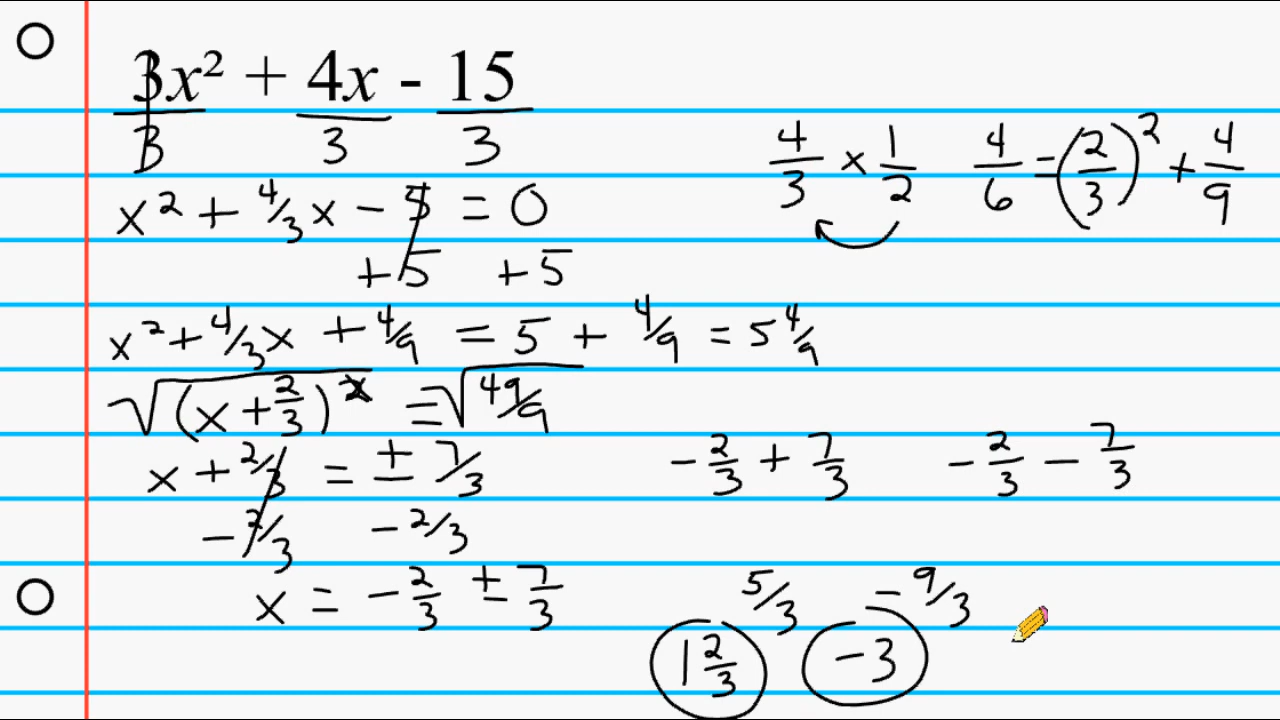 3x² + 4x - 15
3 3 3
4/3 × 1/2 4/6 = (2/3)² + 4/9
x² + 4/3x - 5 = 0
+5 +5
x² + 4/3x + 4/9 = 5 + 4/9 = 5 4/9
√(x + 2/3)² = √49/9
x + 2/3 = ± 7/3
- 2/3 + 7/3 - 2/3 - 7/3
- 2/3 - 2/3
x = - 2/3 ± 7/3
5/3 - 9/3
1 2/3 -3